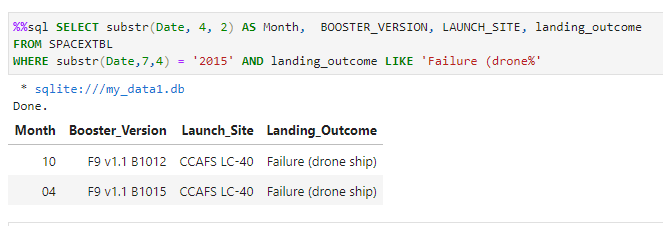 %%sql SELECT substr(Date, 4, 2) AS Month,  BOOSTER_VERSION, LAUNCH_SITE, landing_outcome
FROM SPACEXTBL
WHERE substr(Date,7,4) = '2015' AND landing_outcome LIKE 'Failure (drone%'
* sqlite:///my_data1.db
Done.
Month Booster_Version Launch_Site Landing_Outcome
10 F9 v1.1 B1012 CCAFS LC-40 Failure (drone ship)
04 F9 v1.1 B1015 CCAFS LC-40 Failure (drone ship)